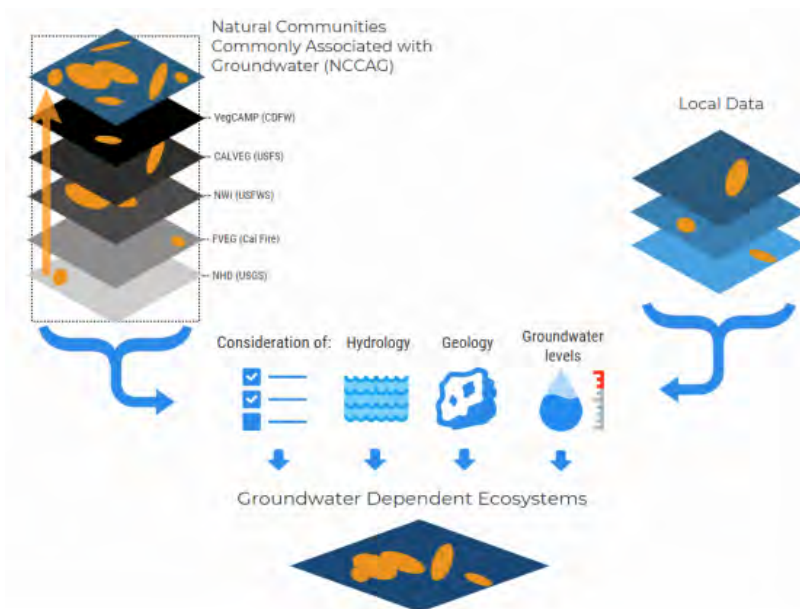 Natural Communities
Commonly Associated with
Groundwater (NCCAG)
VegCAMP (CDFW)
CALVEG (USFS)
NWI (USFWS)
FVEG (Cal Fire)
NHD (USGS)
Local Data
Consideration of:
Hydrology
Geology
Groundwater
levels
Groundwater Dependent Ecosystems